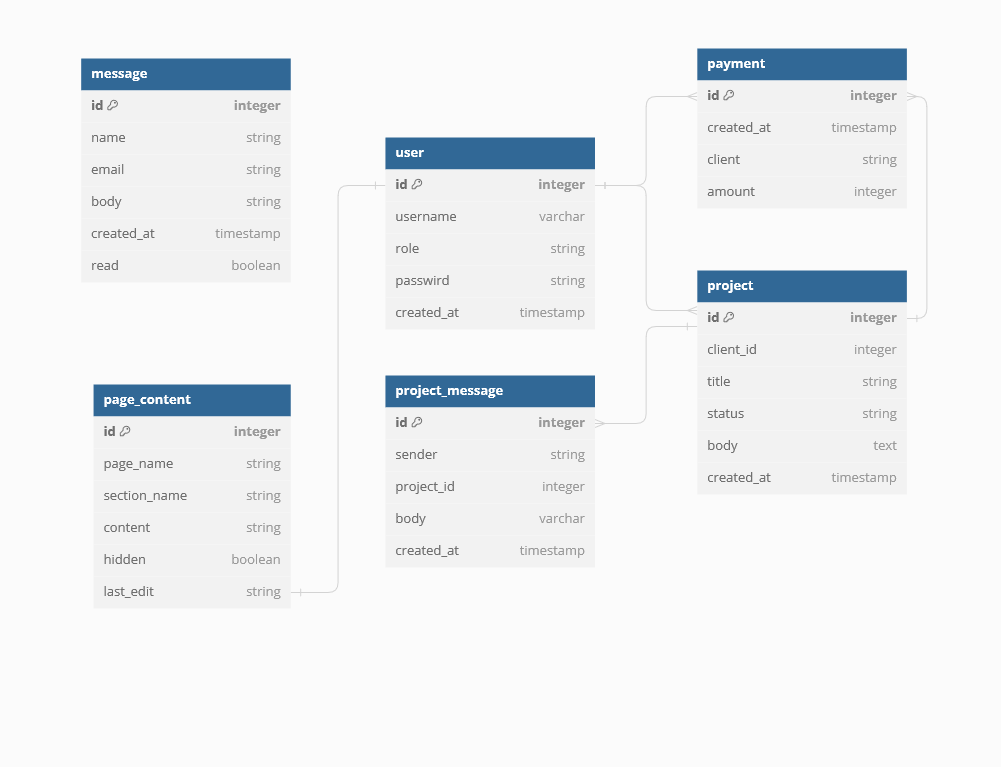 message
id integer
name string
email string
body string
created_at timestamp
read boolean
page_content
id integer
page_name string
section_name string
content string
hidden boolean
last_edit string
user
id integer
username varchar
role string
passwird string
created_at timestamp
project_message
id integer
sender string
project_id integer
body varchar
created_at timestamp
payment
id integer
created_at timestamp
client string
amount integer
project
id integer
client_id integer
title string
status string
body text
created_at timestamp